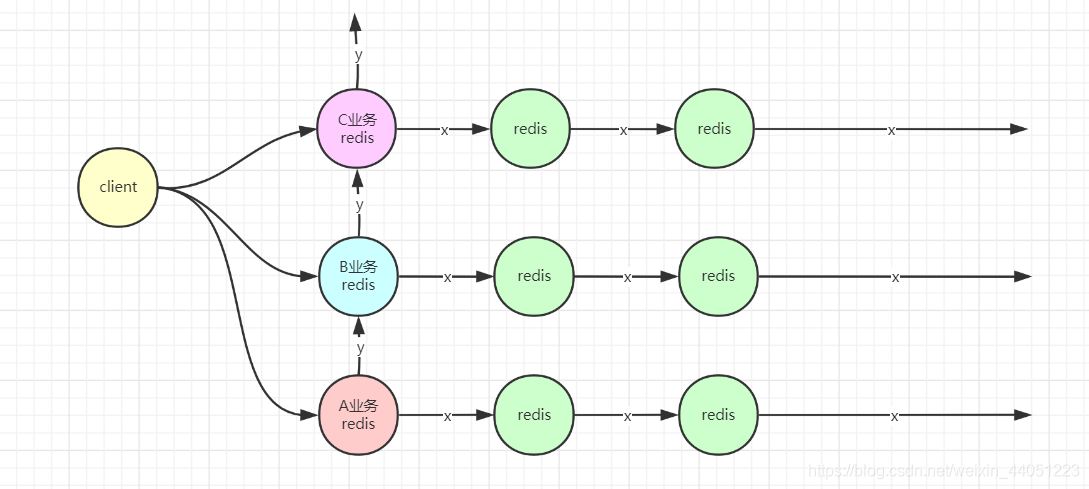 y
C业务
redis
x
redis
x
redis
x
client
y
B业务
redis
x
redis
x
redis
x
y
A业务
redis
x
redis
x
redis
x
https://blog.csdn.net/weixin_44051223